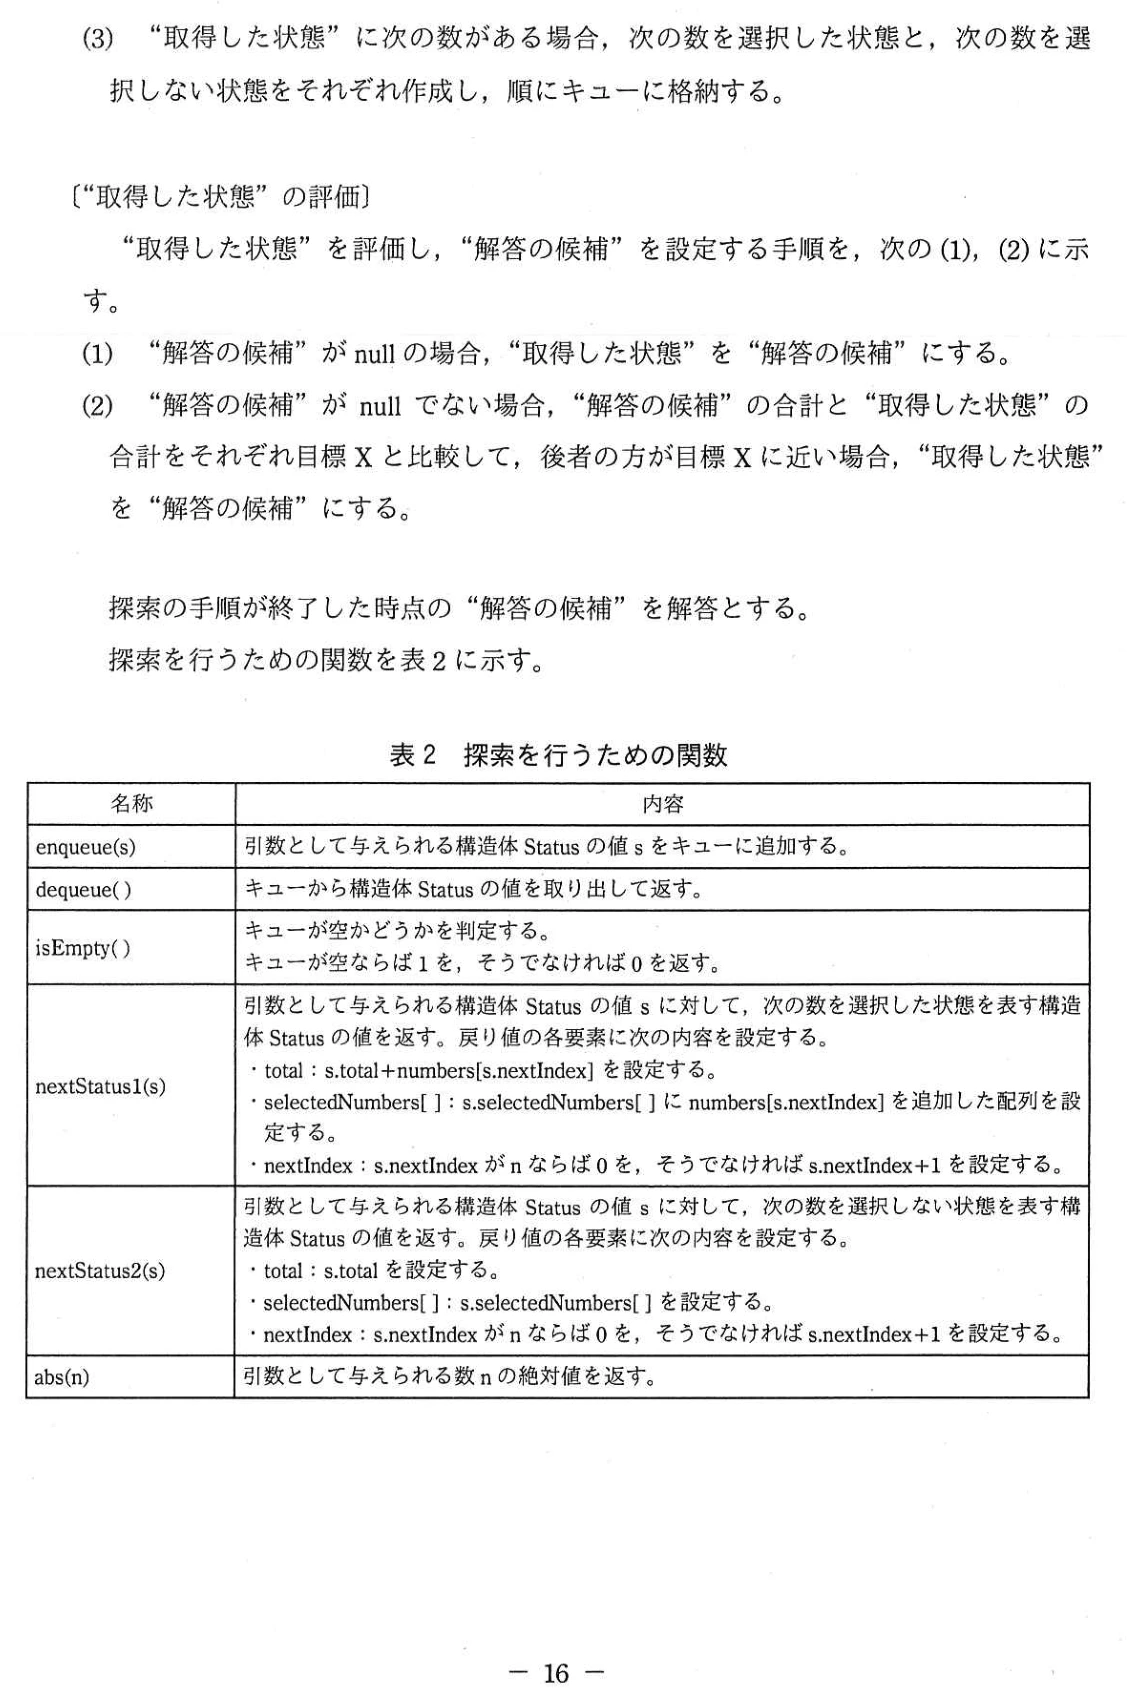 (3) “取得した状態” に次の数がある場合，次の数を選択した状態と，次の数を選
択しない状態をそれぞれ作成し，順にキューに格納する。
〔“取得した状態” の評価〕
“取得した状態” を評価し，“解答の候補” を設定する手順を，次の (1)，(2) に示
す。
(1) “解答の候補” が null の場合，“取得した状態” を “解答の候補” にする。
(2) “解答の候補” が null でない場合，“解答の候補” の合計と “取得した状態” の
合計をそれぞれ目標 X と比較して，後者の方が目標 X に近い場合，“取得した状態”
を “解答の候補” にする。
探索の手順が終了した時点の “解答の候補” を解答とする。
探索を行うための関数を表 2 に示す。
表 2 探索を行うための関数
名称 内容
enqueue(s) 引数として与えられる構造体 Status の値 s をキューに追加する。
dequeue( ) キューから構造体 Status の値を取り出して返す。
isEmpty( ) キューが空かどうかを判定する。
キューが空ならば 1 を，そうでなければ 0 を返す。
nextStatus1(s) 引数として与えられる構造体 Status の値 s に対して，次の数を選択した状態を表す構造
体 Status の値を返す。戻り値の各要素に次の内容を設定する。
・total：s.total+numbers[s.nextIndex] を設定する。
・selectedNumbers[ ]：s.selectedNumbers[ ] に numbers[s.nextIndex] を追加した配列を設
定する。
・nextIndex：s.nextIndex が n ならば 0 を，そうでなければ s.nextIndex+1 を設定する。
nextStatus2(s) 引数として与えられる構造体 Status の値 s に対して，次の数を選択しない状態を表す構
造体 Status の値を返す。戻り値の各要素に次の内容を設定する。
・total：s.total を設定する。
・selectedNumbers[ ]：s.selectedNumbers[ ] を設定する。
・nextIndex：s.nextIndex が n ならば 0 を，そうでなければ s.nextIndex+1 を設定する。
abs(n) 引数として与えられる数 n の絶対値を返す。
－ 16 －